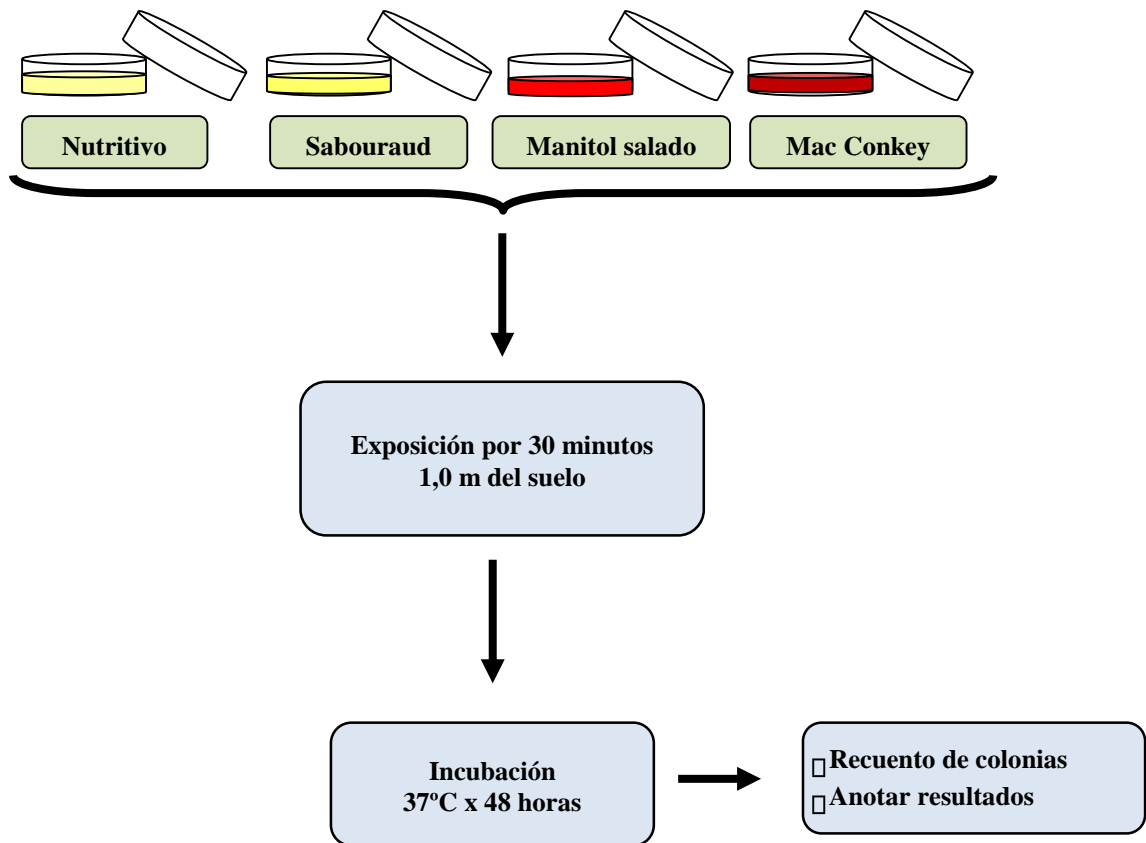 Nutritivo
Sabouraud
Manitol salado
Mac Conkey
Exposición por 30 minutos
1,0 m del suelo
Incubación
37ºC x 48 horas
Recuento de colonias
Anotar resultados